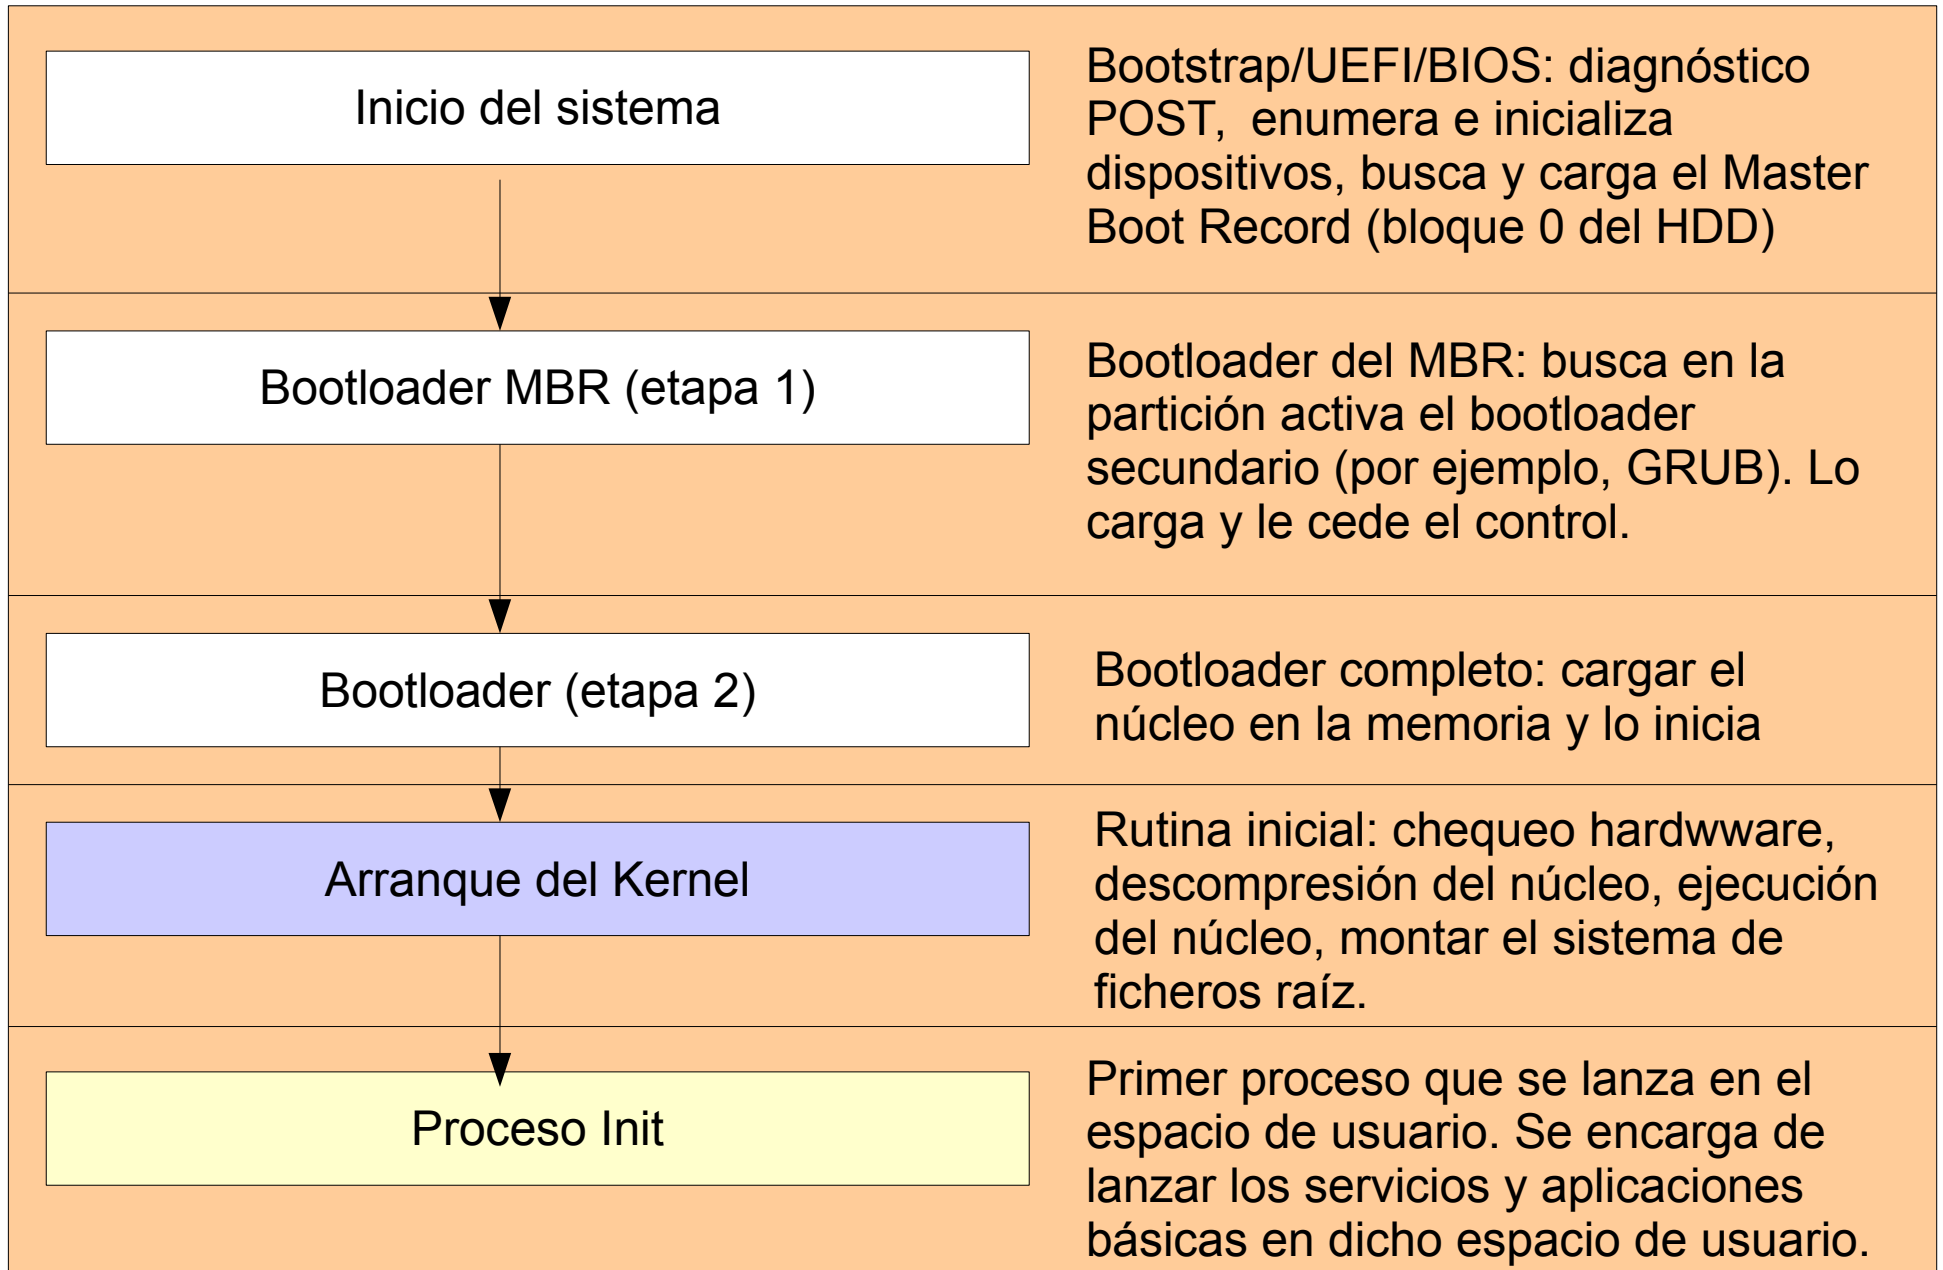 Inicio del sistema
Bootstrap/UEFI/BIOS: diagnóstico
POST,  enumera e inicializa
dispositivos, busca y carga el Master
Boot Record (bloque 0 del HDD)
Bootloader MBR (etapa 1)
Bootloader del MBR: busca en la
partición activa el bootloader
secundario (por ejemplo, GRUB). Lo
carga y le cede el control.
Bootloader (etapa 2)
Bootloader completo: cargar el
núcleo en la memoria y lo inicia
Arranque del Kernel
Rutina inicial: chequeo hardwware,
descompresión del núcleo, ejecución
del núcleo, montar el sistema de
ficheros raíz.
Proceso Init
Primer proceso que se lanza en el
espacio de usuario. Se encarga de
lanzar los servicios y aplicaciones
básicas en dicho espacio de usuario.